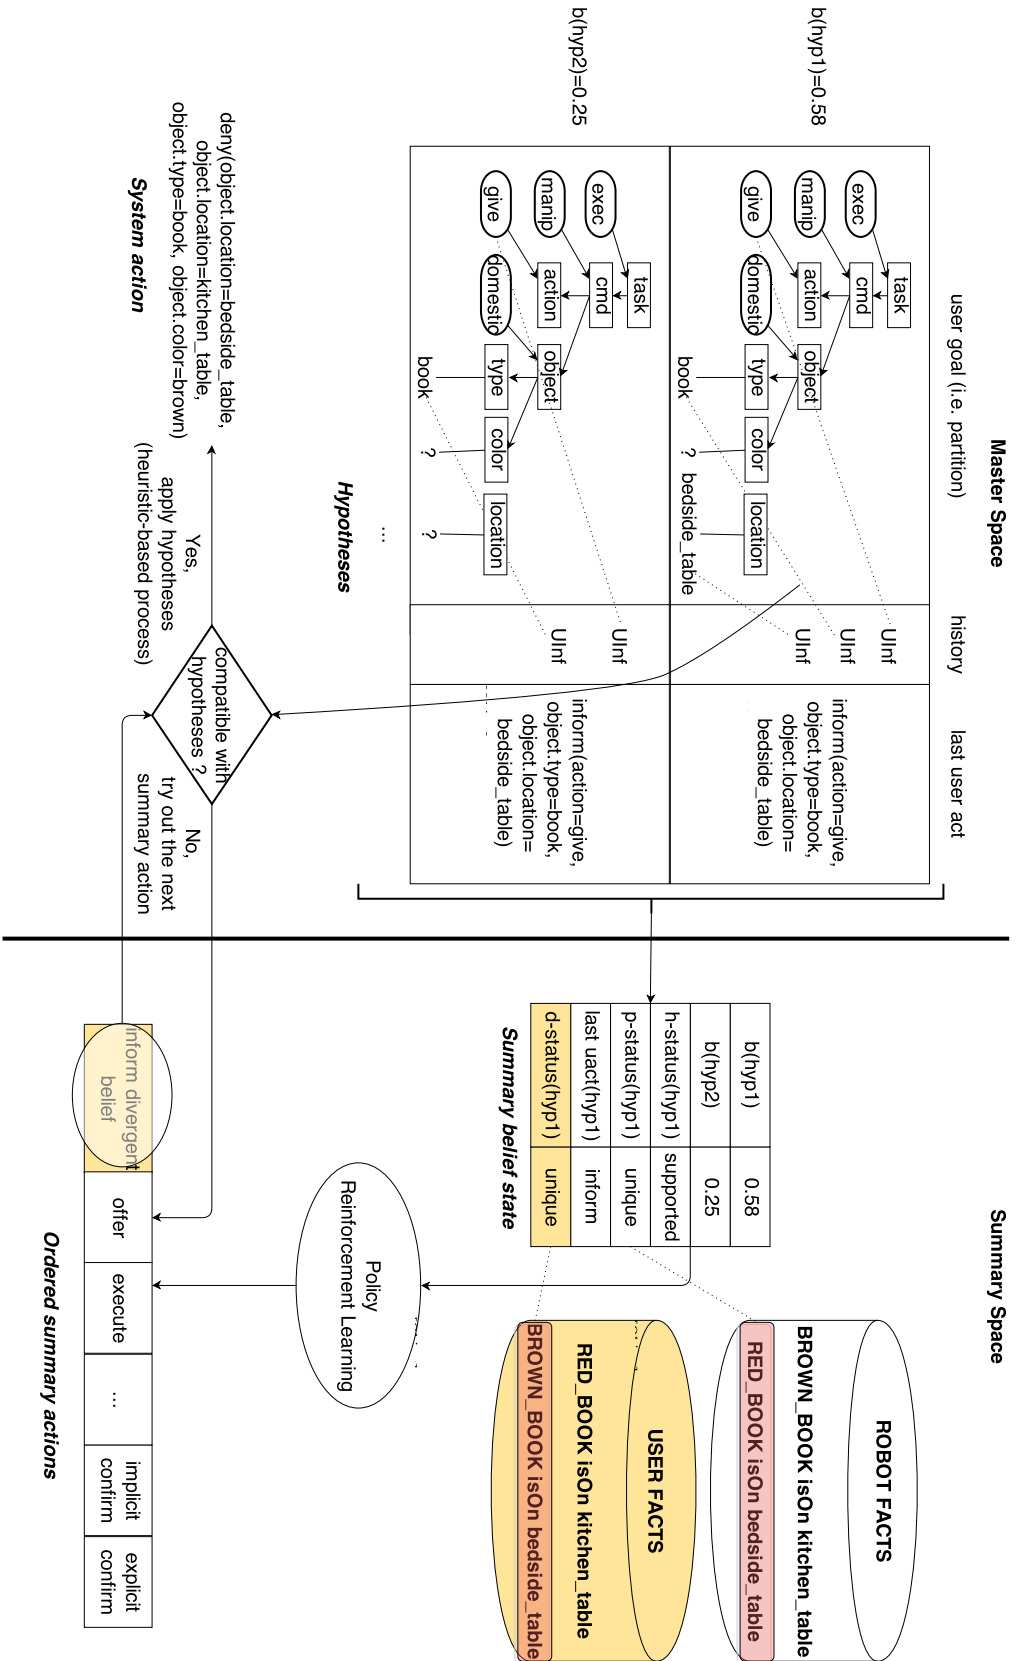 Master Space
Summary Space
user goal (i.e. partition)
history
last user act
b(hyp1)=0.58
exec
manip
give
domestic
task
cmd
action
object
type
color
location
book
?
bedside_table
UInf
UInf
UInf
inform(action=give,
object.type=book,
object.location=
bedside_table)
b(hyp2)=0.25
exec
manip
give
domestic
task
cmd
action
object
type
color
location
book
?
?
UInf
UInf
inform(action=give,
object.type=book,
object.location=
bedside_table)
...
Hypotheses
b(hyp1)
0.58
b(hyp2)
0.25
h-status(hyp1)
supported
p-status(hyp1)
unique
last uact(hyp1)
inform
d-status(hyp1)
unique
Summary belief state
ROBOT FACTS
BROWN_BOOK isOn kitchen_table
RED_BOOK isOn bedside_table
USER FACTS
RED_BOOK isOn kitchen_table
BROWN_BOOK isOn bedside_table
Policy
Reinforcement Learning
deny(object.location=bedside_table,
object.location=kitchen_table,
object.type=book, object.color=brown)
System action
Yes,
apply hypotheses
(heuristic-based process)
compatible with
hypotheses ?
No,
try out the next
summary action
inform divergent
belief
offer
execute
...
implicit
confirm
explicit
confirm
Ordered summary actions